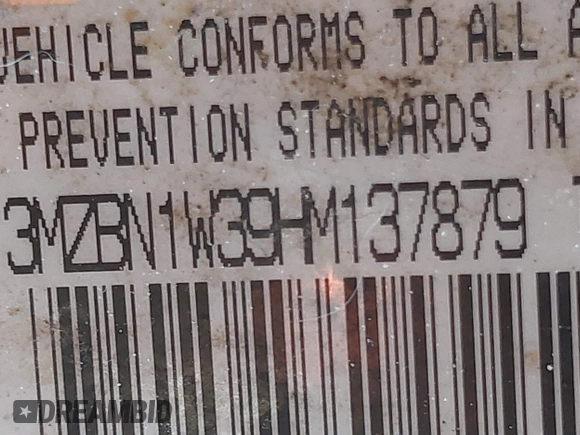 VEHICLE CONFORMS TO ALL A
PREVENTION STANDARDS IN
3MZBN1W39HM137879
DREAMBID